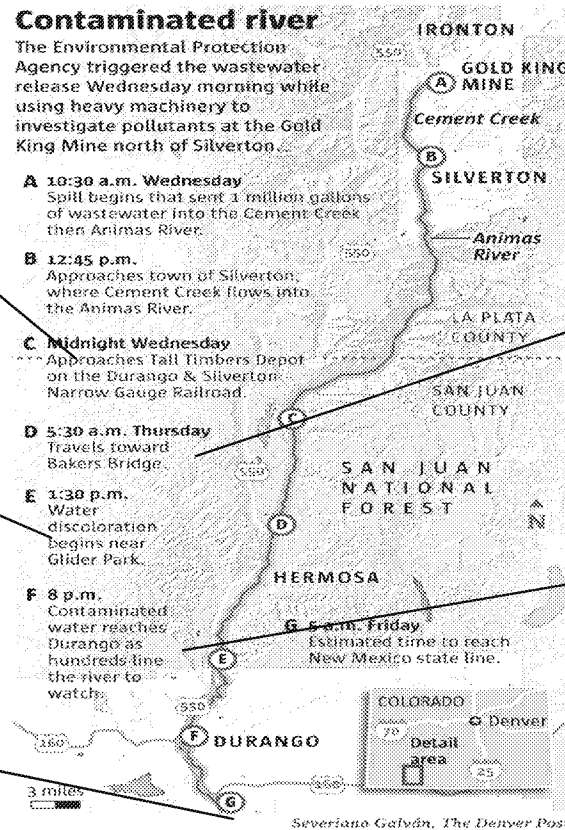 Contaminated river
The Environmental Protection
Agency triggered the wastewater
release Wednesday morning while
using heavy machinery to
investigate pollutants at the Gold
King Mine north of Silverton.
A 10:30 a.m. Wednesday
Spill begins that sent 1 million gallons
of wastewater into the Cement Creek
then Animas River.
B 12:45 p.m.
Approaches town of Silverton,
where Cement Creek flows into
the Animas River.
C Midnight Wednesday
Approaches Tall Timbers Depot
on the Durango & Silverton
Narrow Gauge Railroad.
D 5:30 a.m. Thursday
Travels toward
Bakers Bridge.
E 1:30 p.m.
Water
discoloration
begins near
Glider Park.
F 8 p.m.
Contaminated
water reaches
Durango as
hundreds line
the river to
watch.
G 5 a.m. Friday
Estimated time to reach
New Mexico state line.
IRONTON
550
A GOLD KING
MINE
Cement Creek
B
SILVERTON
Animas
River
550
LA PLATA
COUNTY
SAN JUAN
COUNTY
C
550
SAN JUAN
NATIONAL
FOREST
N
D
HERMOSA
E
550
160
F DURANGO
160
G
3 miles
COLORADO
70
Denver
Detail
area
25
Severiano Galván, The Denver Pos